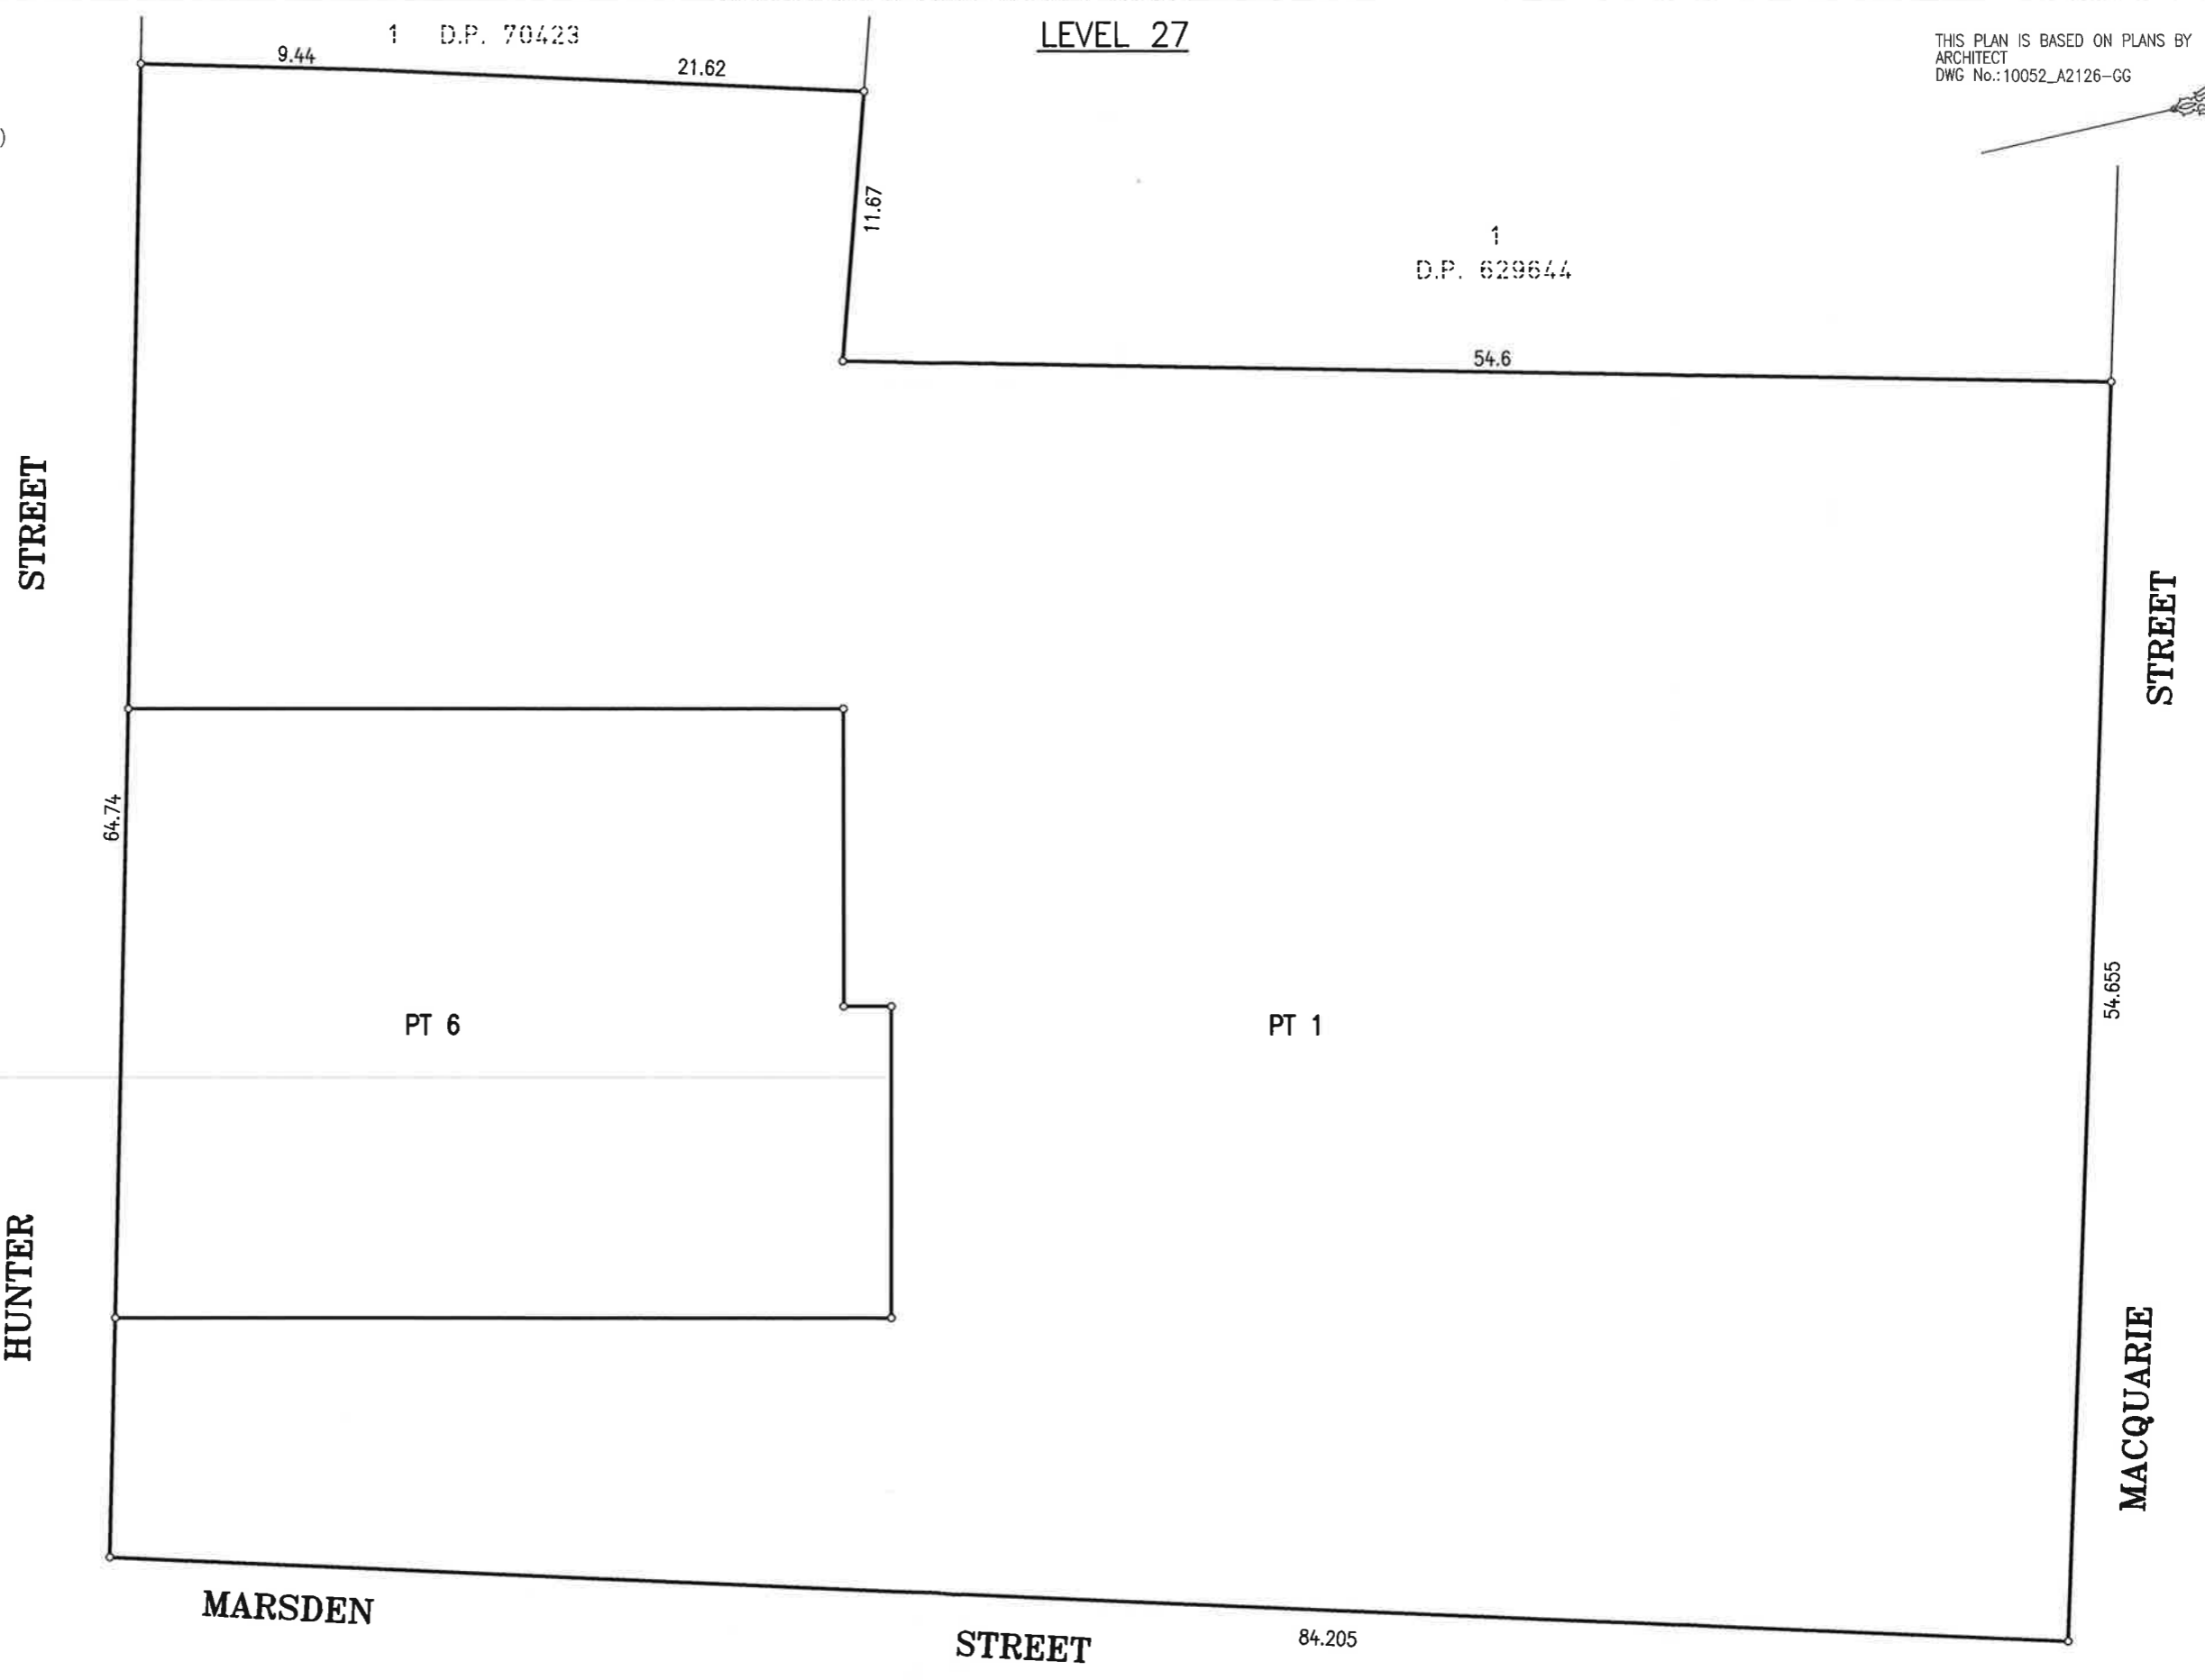 LEVEL 27
THIS PLAN IS BASED ON PLANS BY
ARCHITECT
DWG No.:10052_A2126-GG
1 D.P. 70423
9.44
21.62
)
11.67
1
D.P. 629644
54.6
STREET
STREET
64.74
54.655
PT 6
PT 1
HUNTER
MACQUARIE
MARSDEN
STREET
84.205